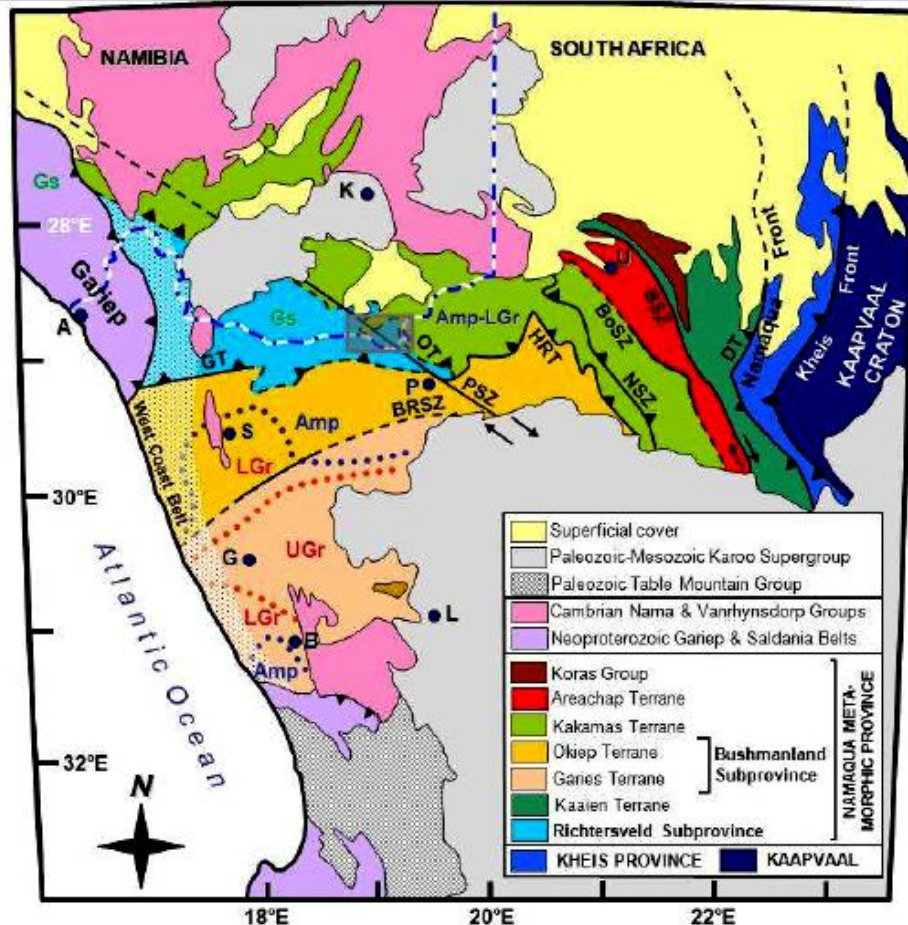 NAMIBIA
SOUTH AFRICA
Gs
K
28°E
Gariep
A
U
Namaqua Front
Kheis Front
KAAPVAAL
CRATON
Gs
Amp-LGr
BoSZ
BSZ
DT
GT
OT
HRT
NSZ
P
PSZ
BRSZ
S
Amp
LGr
West Coast Belt
30°E
G
UGr
LGr
B
L
Amp
Atlantic Ocean
32°E
N
Superficial cover
Paleozoic-Mesozoic Karoo Supergroup
Paleozoic Table Mountain Group
Cambrian Nama & Vanrhynsdorp Groups
Neoproterozoic Gariep & Saldania Belts
Koras Group
Areachap Terrane
Kakamas Terrane
Okiep Terrane
Garies Terrane
Bushmanland
Subprovince
Kaaien Terrane
Richtersveld Subprovince
NAMAQUA META-
MORPHIC PROVINCE
KHEIS PROVINCE
KAAPVAAL
18°E
20°E
22°E